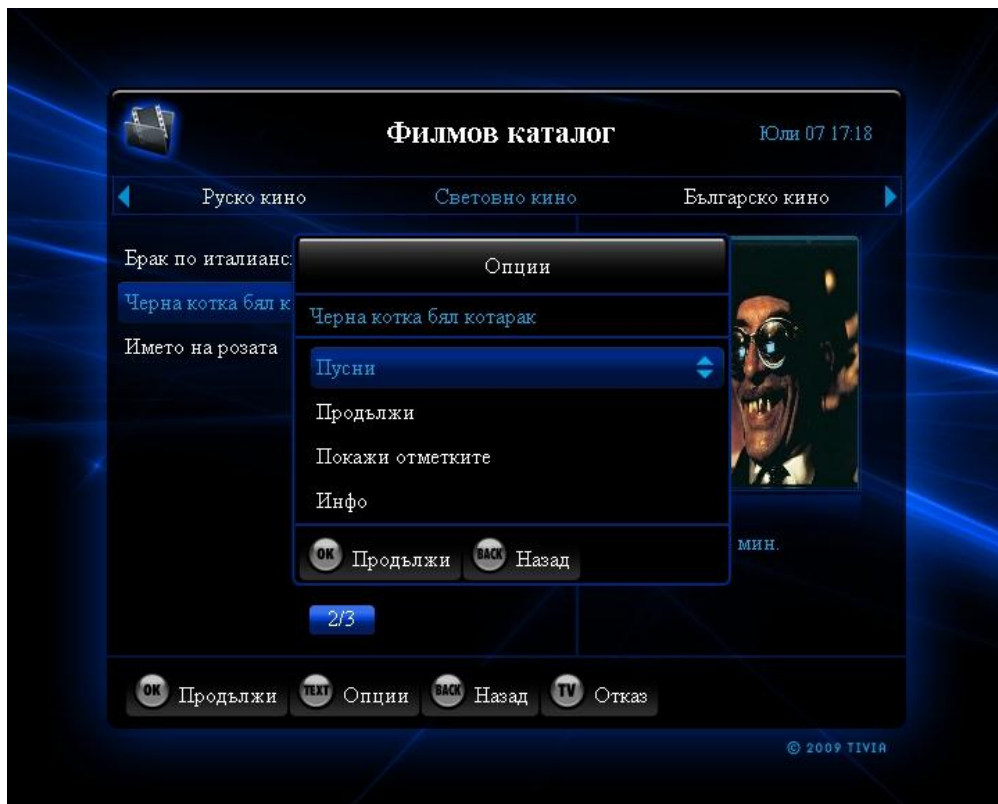 Филмов каталог
Юли 07 17:18
Руско кино
Световно кино
Българско кино
Брак по
Черна котка бял
Името на розата
Опции
Черна котка бял котарак
Пусни
Продължи
Покажи отметките
Инфо
OK Продължи BACK Назад
мин.
2/3
OK Продължи TEXT Опции BACK Назад TV Отказ
© 2009 TIVIA